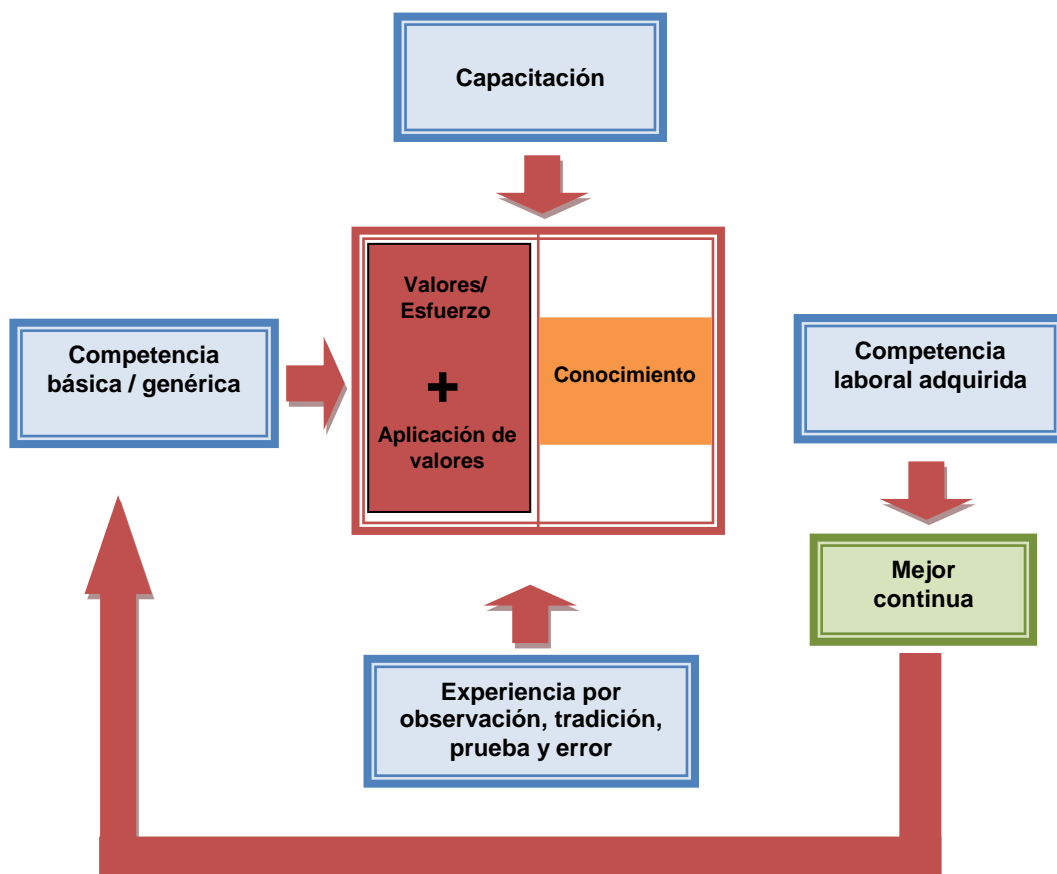 Capacitación
Valores/
Esfuerzo
+
Aplicación de
valores
Conocimiento
Competencia
básica / genérica
Competencia
laboral adquirida
Mejor
continua
Experiencia por
observación, tradición,
prueba y error